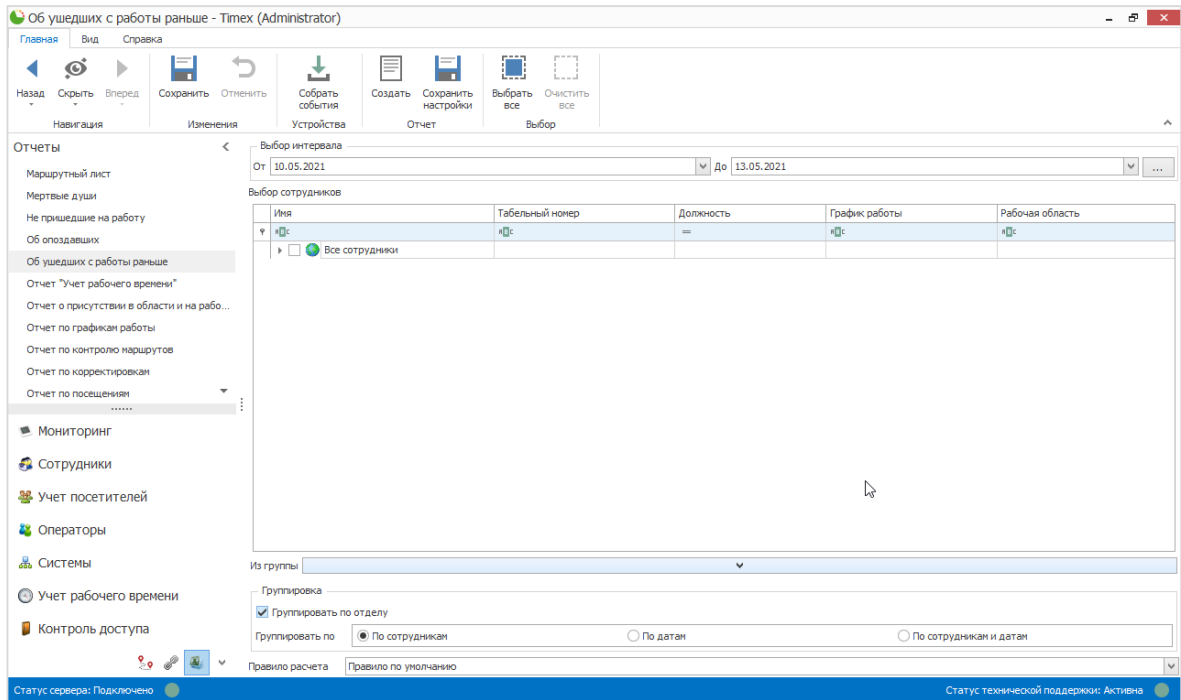 Об ушедших с работы раньше - Timex (Administrator)
Главная Вид Справка
Назад Скрыть Вперед Сохранить Отменить Собрать события Создать Сохранить настройки Выбрать все Очистить все
Навигация Изменения Устройства Отчет Выбор
Отчеты
Маршрутный лист
Мертвые души
Не пришедшие на работу
Об опоздавших
Об ушедших с работы раньше
Отчет "Учет рабочего времени"
Отчет о присутствии в области и на рабо...
Отчет по графикам работы
Отчет по контролю маршрутов
Отчет по корректировкам
Отчет по посещениям
Мониторинг
Сотрудники
Учет посетителей
Операторы
Системы
Учет рабочего времени
Контроль доступа
Выбор интервала
От 10.05.2021 До 13.05.2021 ...
Выбор сотрудников
Имя Табельный номер Должность График работы Рабочая область
=
Все сотрудники
Из группы
Группировка
Группировать по отделу
Группировать по По сотрудникам По датам По сотрудникам и датам
Правило расчета Правило по умолчанию
Статус сервера: Подключено Статус технической поддержки: Активна